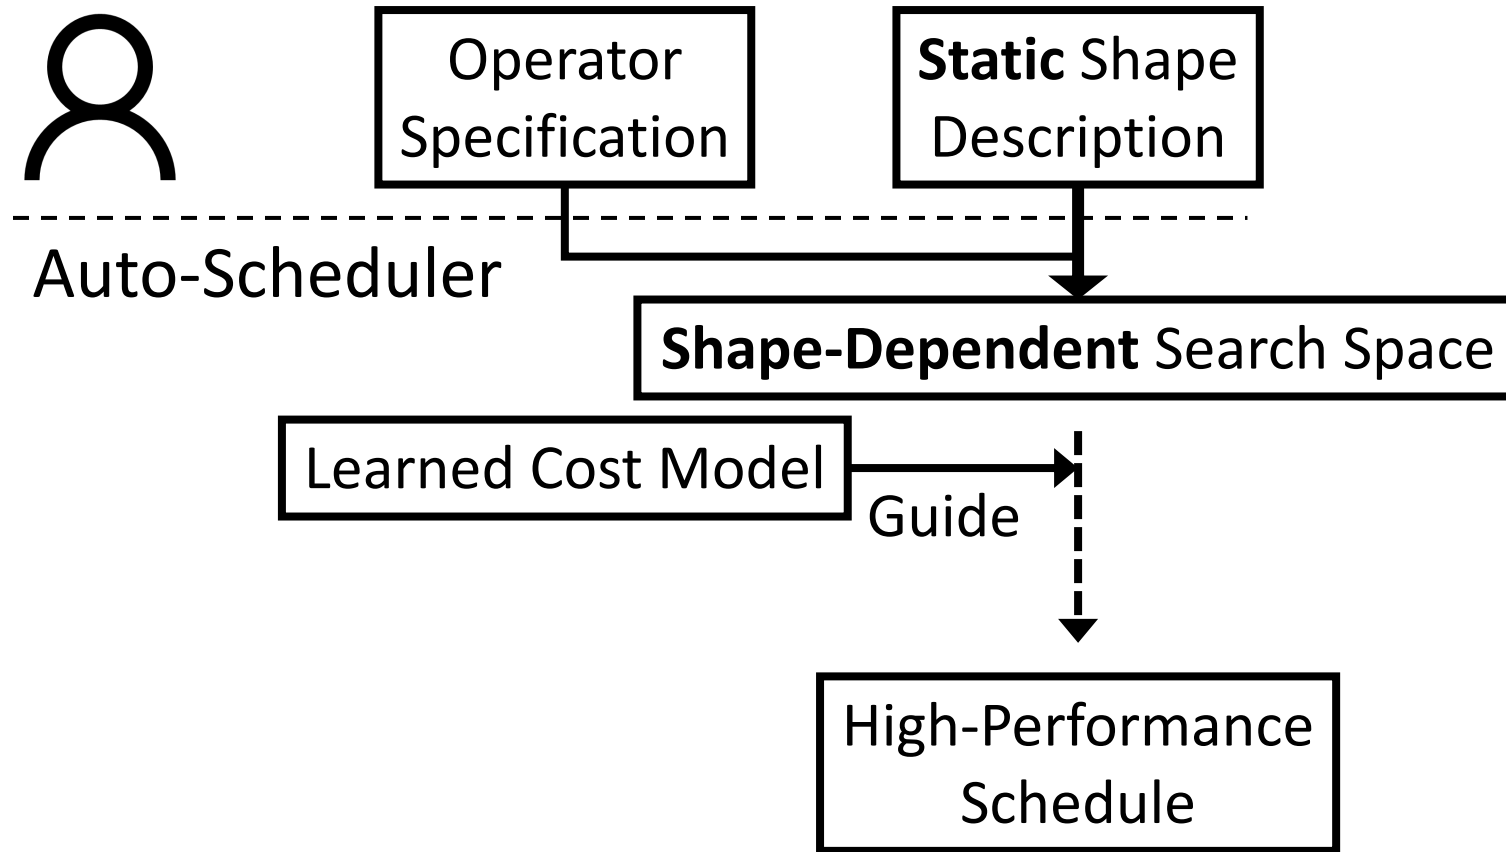 Operator
Specification
Static Shape
Description
Auto-Scheduler
Shape-Dependent Search Space
Learned Cost Model
Guide
High-Performance
Schedule